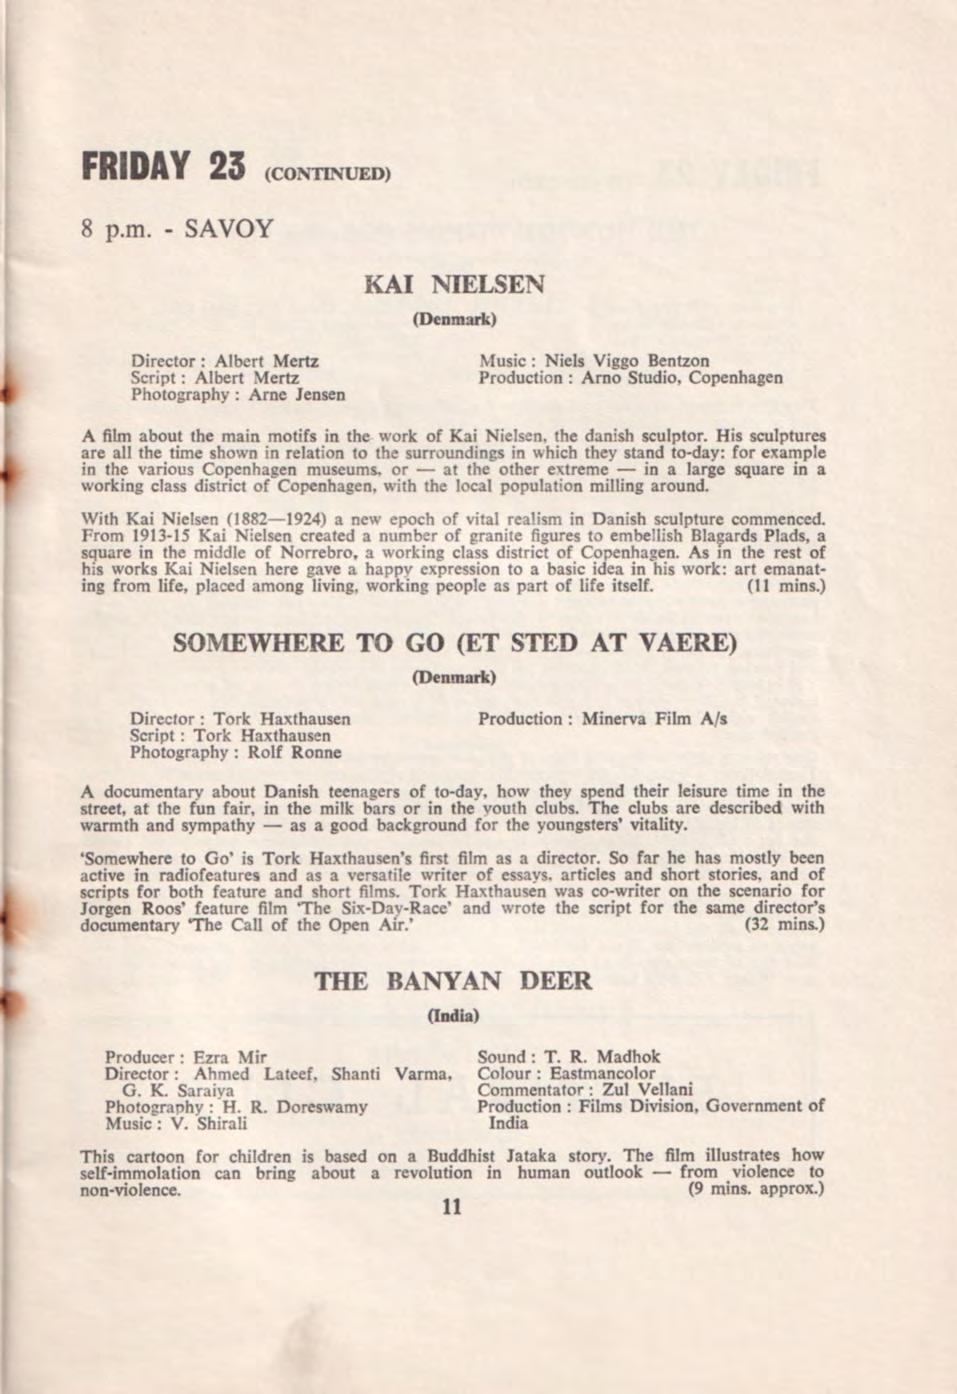 FRIDAY 23 (CONTINUED)
8 p.m. - SAVOY
KAI NIELSEN
(Denmark)
Director : Albert Mertz
Script : Albert Mertz
Photography : Arne Jensen
Music : Niels Viggo Bentzon
Production : Arno Studio, Copenhagen
A film about the main motifs in the work of Kai Nielsen, the danish sculptor. His sculptures
are all the time shown in relation to the surroundings in which they stand to-day: for example
in the various Copenhagen museums, or — at the other extreme — in a large square in a
working class district of Copenhagen, with the local population milling around.
With Kai Nielsen (1882—1924) a new epoch of vital realism in Danish sculpture commenced.
From 1913-15 Kai Nielsen created a number of granite figures to embellish Blagards Plads, a
square in the middle of Norrebro, a working class district of Copenhagen. As in the rest of
his works Kai Nielsen here gave a happy expression to a basic idea in his work: art emanat-
ing from life, placed among living, working people as part of life itself. (11 mins.)
SOMEWHERE TO GO (ET STED AT VAERE)
(Denmark)
Director : Tork Haxthausen
Script : Tork Haxthausen
Photography : Rolf Ronne
Production : Minerva Film A/s
A documentary about Danish teenagers of to-day, how they spend their leisure time in the
street, at the fun fair, in the milk bars or in the youth clubs. The clubs are described with
warmth and sympathy — as a good background for the youngsters' vitality.
'Somewhere to Go' is Tork Haxthausen's first film as a director. So far he has mostly been
active in radiofeatures and as a versatile writer of essays, articles and short stories, and of
scripts for both feature and short films. Tork Haxthausen was co-writer on the scenario for
Jorgen Roos' feature film 'The Six-Day-Race' and wrote the script for the same director's
documentary 'The Call of the Open Air.' (32 mins.)
THE BANYAN DEER
(India)
Producer : Ezra Mir
Director : Ahmed Lateef, Shanti Varma,
G. K. Saraiya
Photography : H. R. Doreswamy
Music : V. Shirali
Sound : T. R. Madhok
Colour : Eastmancolor
Commentator : Zul Vellani
Production : Films Division, Government of
India
This cartoon for children is based on a Buddhist Jataka story. The film illustrates how
self-immolation can bring about a revolution in human outlook — from violence to
non-violence. (9 mins. approx.)
11